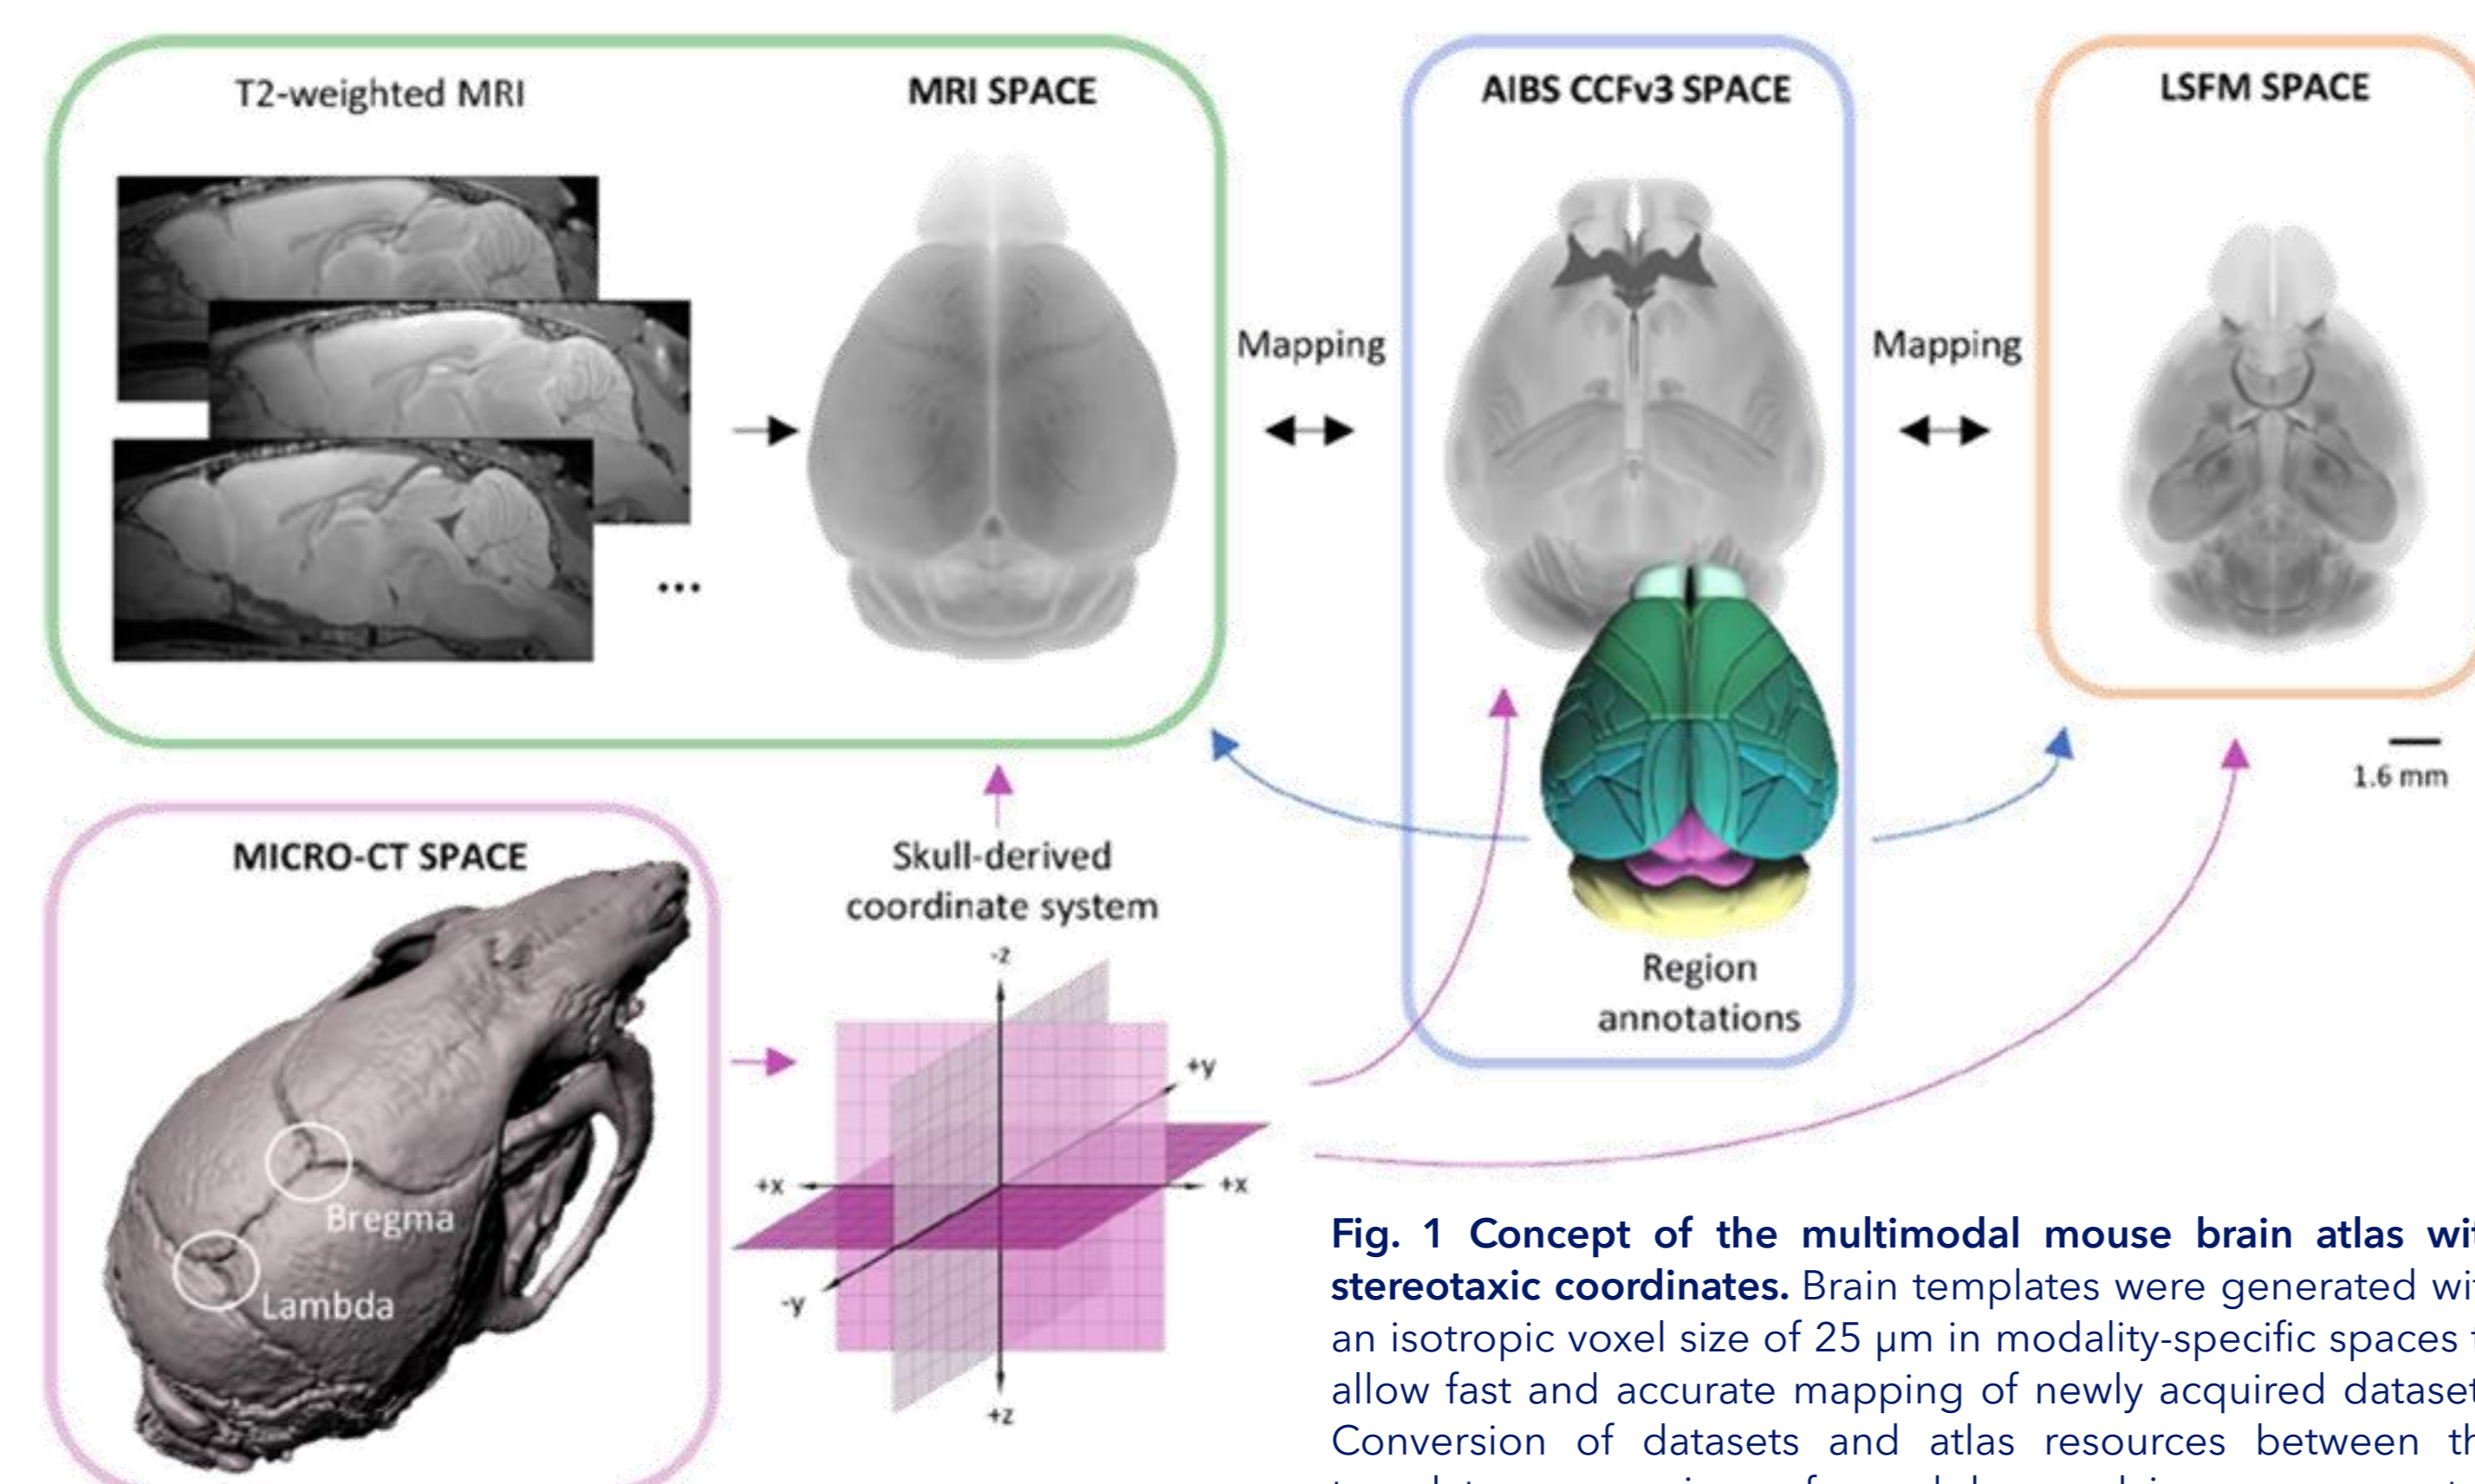 T2-weighted MRI
MRI SPACE
AIBS CCFv3 SPACE
LSFM SPACE
Mapping
Mapping
...
1.6 mm
MICRO-CT SPACE
Skull-derived
coordinate system
Region
annotations
-z
+y
+x
+x
-y
+z
Bregma
Lambda
Fig. 1 Concept of the multimodal mouse brain atlas
stereotaxic coordinates. Brain templates were generated
an isotropic voxel size of 25 µm in modality-specific spaces
allow fast and accurate mapping of newly acquired
Conversion of datasets and atlas resources between